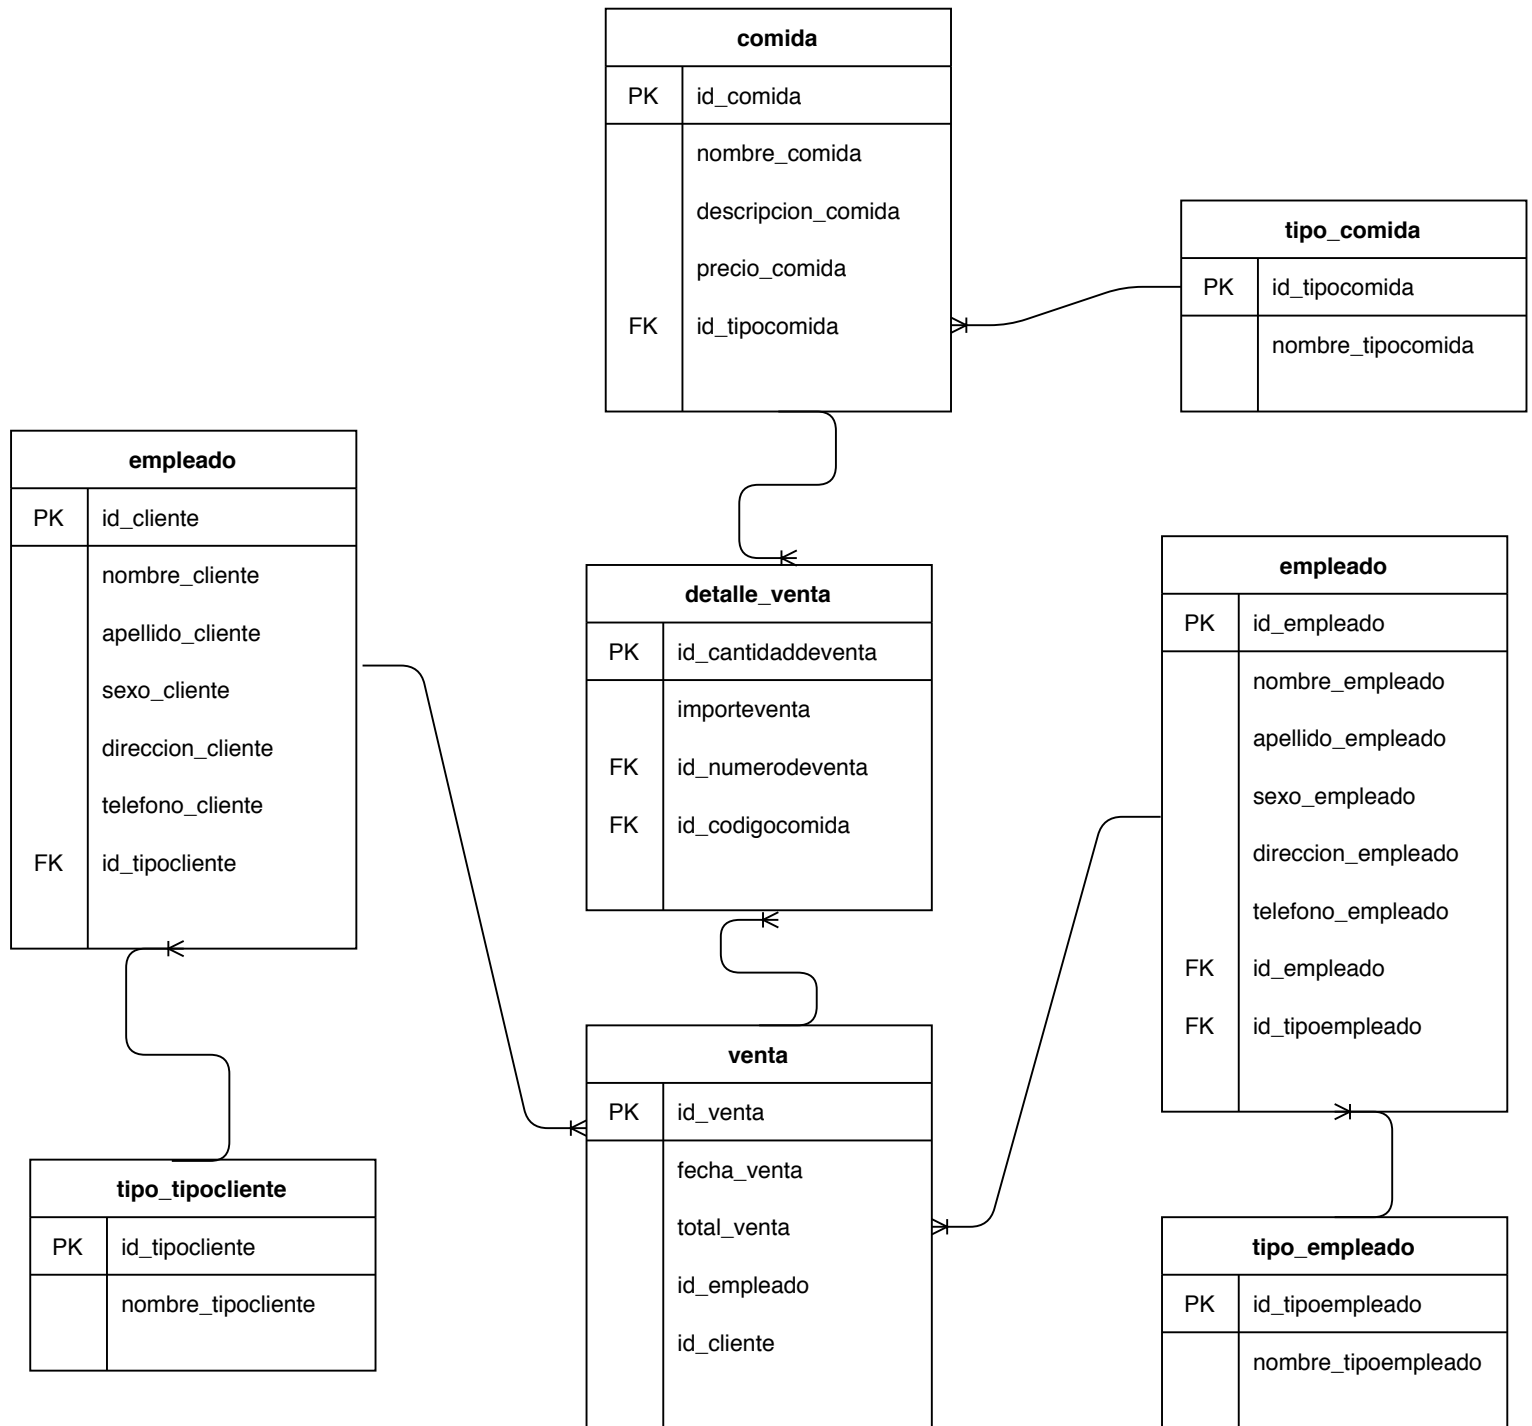 comida
PK id_comida
nombre_comida
descripcion_comida
precio_comida
FK id_tipocomida
tipo_comida
PK id_tipocomida
nombre_tipocomida
empleado
PK id_cliente
nombre_cliente
apellido_cliente
sexo_cliente
direccion_cliente
telefono_cliente
FK id_tipocliente
detalle_venta
PK id_cantidaddeventa
importeventa
FK id_numerodeventa
FK id_codigocomida
empleado
PK id_empleado
nombre_empleado
apellido_empleado
sexo_empleado
direccion_empleado
telefono_empleado
FK id_empleado
FK id_tipoempleado
tipo_tipocliente
PK id_tipocliente
nombre_tipocliente
venta
PK id_venta
fecha_venta
total_venta
id_empleado
id_cliente
tipo_empleado
PK id_tipoempleado
nombre_tipoempleado